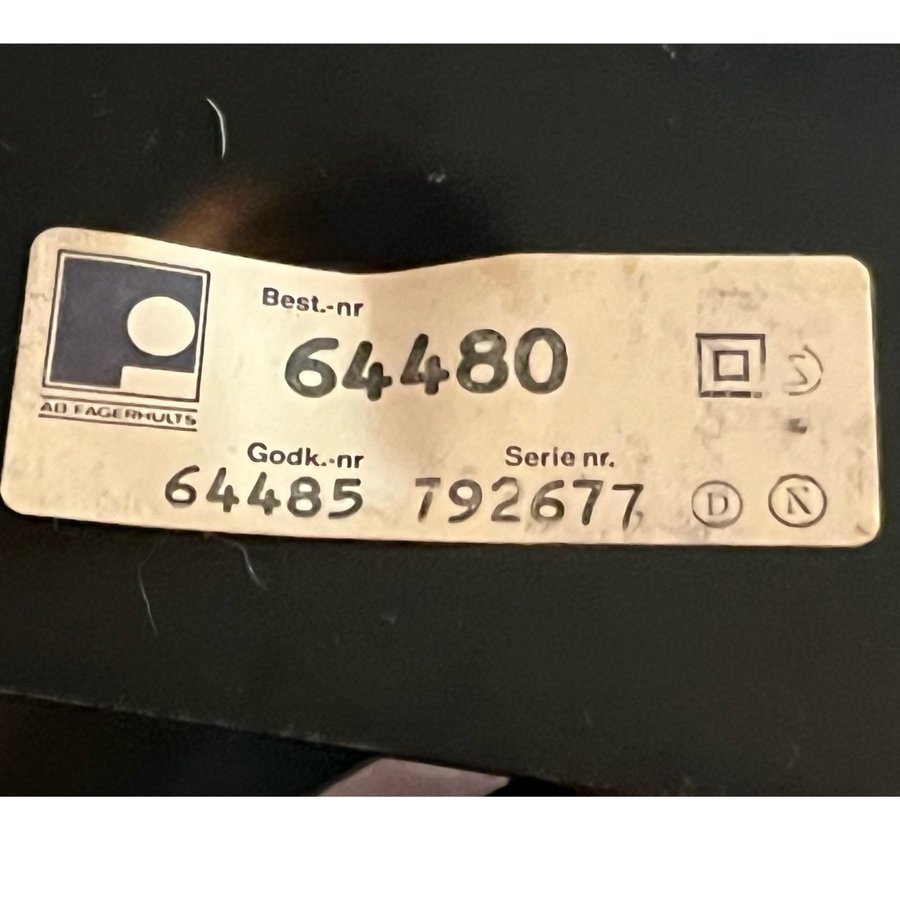 Best.-nr
64480
AB FAGERHULTS
Godk.-nr
Serie nr.
64485
792677
S
D
N